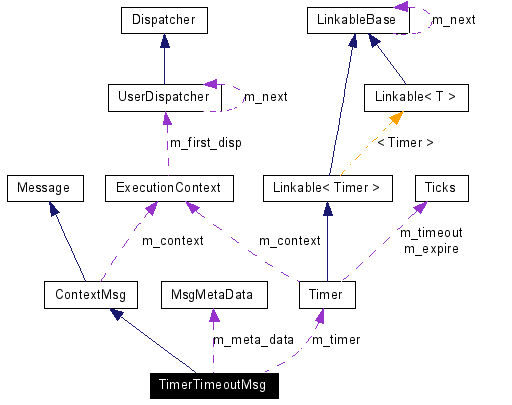 Dispatcher
LinkableBase
m_next
UserDispatcher
m_next
Linkable< T >
m_first_disp
< Timer >
Message
ExecutionContext
Linkable< Timer >
Ticks
m_context
m_context
m_timeout
m_expire
ContextMsg
MsgMetaData
Timer
m_meta_data
m_timer
TimerTimeoutMsg